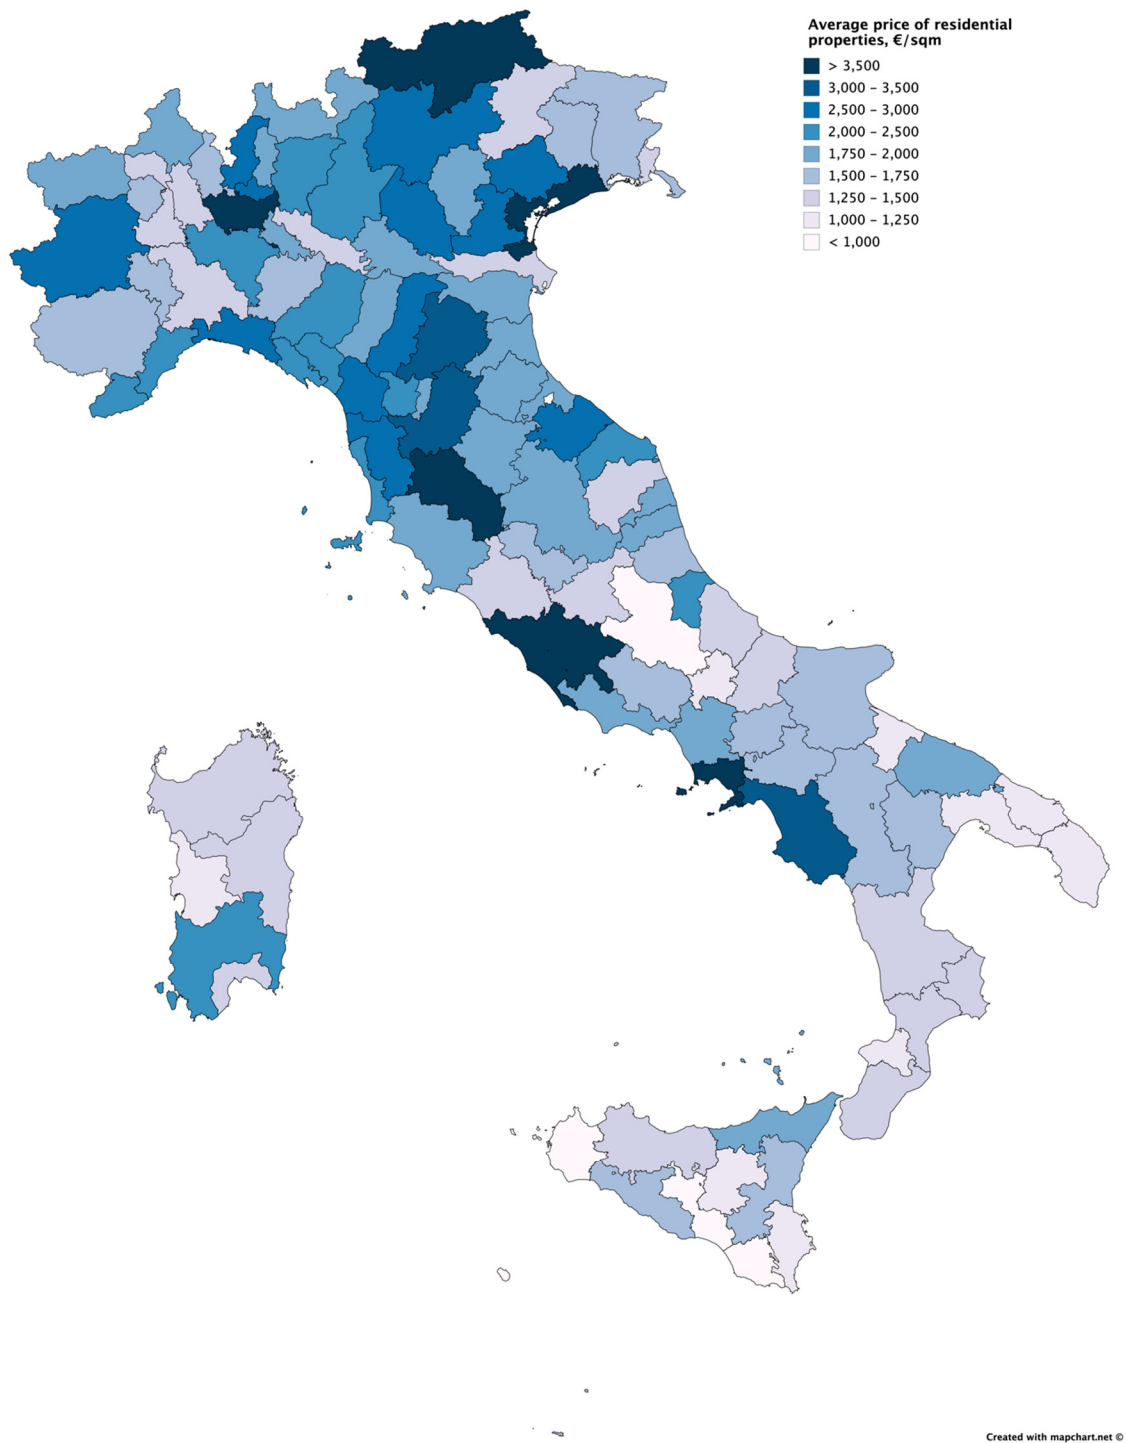 Average price of residential
properties, €/sqm
> 3,500
3,000 – 3,500
2,500 – 3,000
2,000 – 2,500
1,750 – 2,000
1,500 – 1,750
1,250 – 1,500
1,000 – 1,250
< 1,000
Created with mapchart.net ©